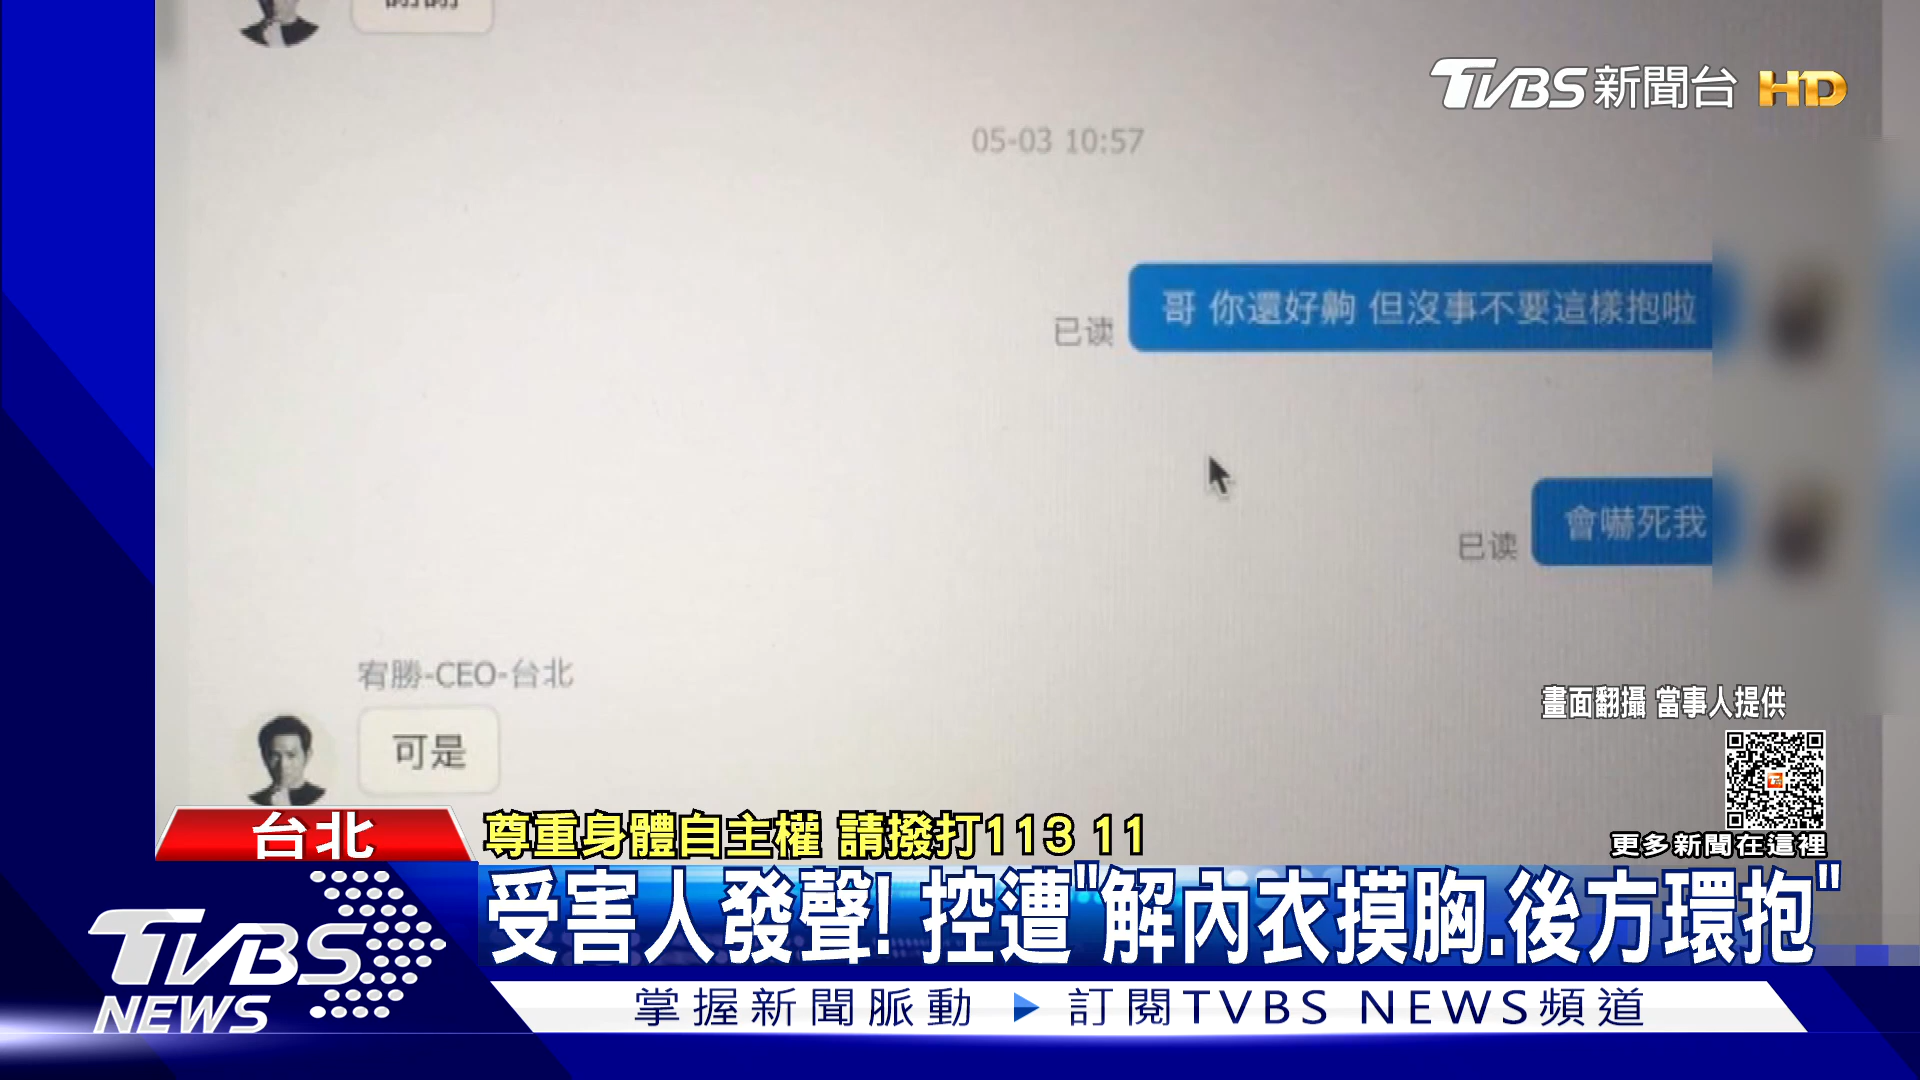 謝謝
TVBS新聞台 HD
05-03 10:57
哥 你還好齁 但沒事不要這樣抱啦
已读
會嚇死我
已读
宥勝-CEO-台北
可是
畫面翻攝 當事人提供
更多新聞在這裡
台北
尊重身體自主權 請撥打113 11
受害人發聲! 控遭"解內衣摸胸.後方環抱"
TVBS NEWS
掌握新聞脈動 ▶ 訂閱TVBS NEWS頻道